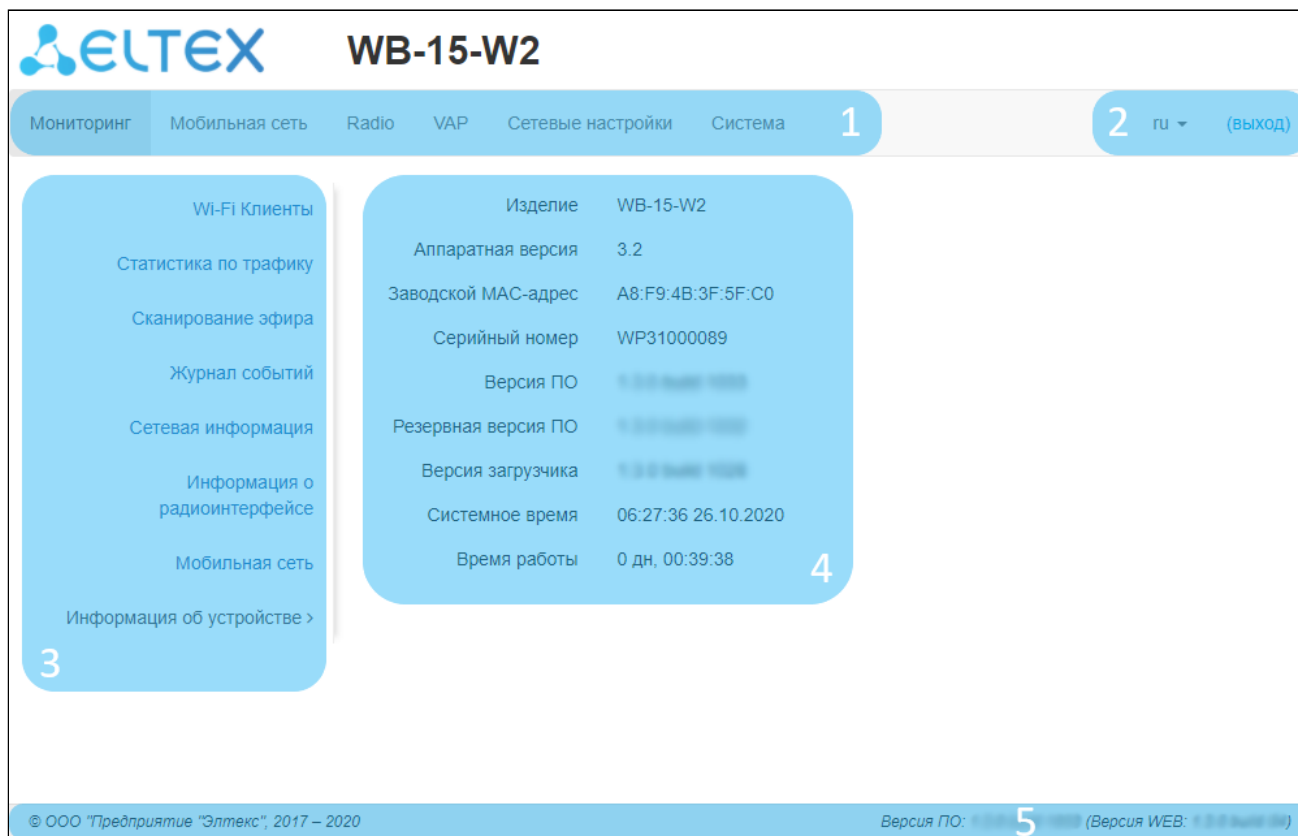 ELTEX WB-15-W2
Мониторинг Мобильная сеть Radio VAP Сетевые настройки Система 1 2 ru (выход)
Wi-Fi Клиенты
Статистика по трафику
Сканирование эфира
Журнал событий
Сетевая информация
Информация о
радиоинтерфейсе
Мобильная сеть
Информация об устройстве >
3
Изделие WB-15-W2
Аппаратная версия 3.2
Заводской MAC-адрес A8:F9:4B:3F:5F:C0
Серийный номер WP31000089
Версия ПО
Резервная версия ПО
Версия загрузчика
Системное время 06:27:36 26.10.2020
Время работы 0 дн, 00:39:38
4
© ООО "Предприятие "Элтекс", 2017 – 2020 Версия ПО: 5 (Версия WEB: )